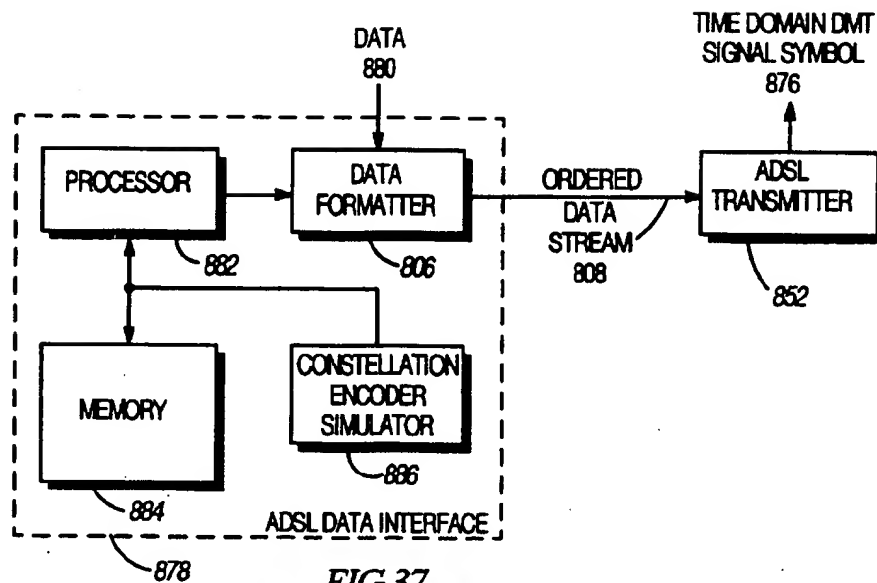 DATA
880
TIME DOMAIN DMT
SIGNAL SYMBOL
876
PROCESSOR
882
DATA
FORMATTER
806
ORDERED
DATA
STREAM
808
ADSL
TRANSMITTER
852
MEMORY
884
CONSTELLATION
ENCODER
SIMULATOR
886
ADSL DATA INTERFACE
878
FIG.37